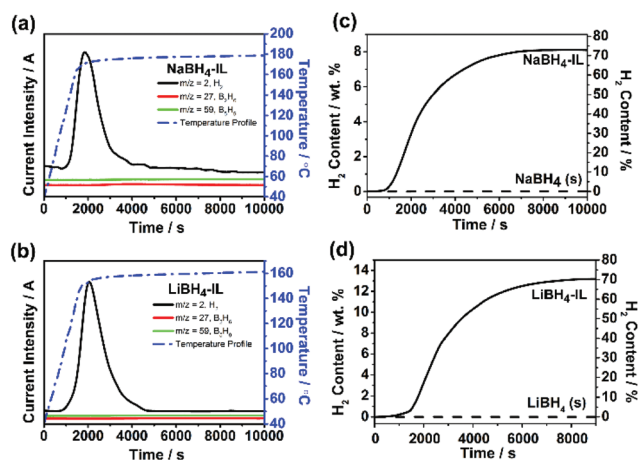 (a)
Current Intensity / A
200
180
160
140
120
100
80
60
40
Temperature / °C
NaBH4-IL
m/z = 2, H2
m/z = 27, B2H6
m/z = 59, B5H9
Temperature Profile
0 2000 4000 6000 8000 10000
Time / s
(c)
H2 Content / wt. %
8
6
4
2
0
NaBH4-IL
NaBH4 (s)
80
70
60
50
40
30
20
10
0
H2 Content / %
0 2000 4000 6000 8000 10000
Time / s
(b)
Current Intensity / A
160
140
120
100
80
60
40
Temperature / °C
LiBH4-IL
m/z = 2, H2
m/z = 27, B2H6
m/z = 59, B5H9
Temperature Profile
0 2000 4000 6000 8000 10000
Time / s
(d)
H2 Content / wt. %
14
12
10
8
6
4
2
0
LiBH4-IL
LiBH4 (s)
80
70
60
50
40
30
20
10
0
H2 Content / %
0 2000 4000 6000 8000
Time / s